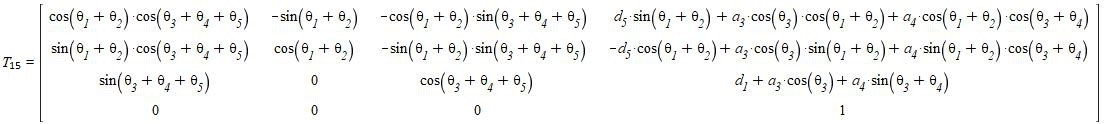 cos(θ1 + θ2)·cos(θ3 + θ4 + θ5) -sin(θ1 + θ2) -cos(θ1 + θ2)·sin(θ3 + θ4 + θ5) d5·sin(θ1 + θ2) + a3·cos(θ3)·cos(θ1 + θ2) + a4·cos(θ1 + θ2)·cos(θ3 + θ4)
T15 = sin(θ1 + θ2)·cos(θ3 + θ4 + θ5) cos(θ1 + θ2) -sin(θ1 + θ2)·sin(θ3 + θ4 + θ5) -d5·cos(θ1 + θ2) + a3·cos(θ3)·sin(θ1 + θ2) + a4·sin(θ1 + θ2)·cos(θ3 + θ4)
sin(θ3 + θ4 + θ5) 0 cos(θ3 + θ4 + θ5) d1 + a3·cos(θ3) + a4·sin(θ3 + θ4)
0 0 0 1